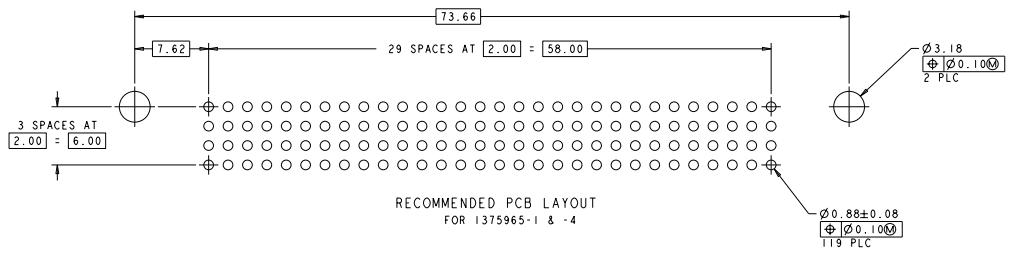 73.66
7.62
29 SPACES AT 2.00 = 58.00
Ø3.18
⌖ Ø0.10Ⓜ
2 PLC
3 SPACES AT
2.00 = 6.00
RECOMMENDED PCB LAYOUT
FOR 1375965-1 & -4
Ø0.88±0.08
⌖ Ø0.10Ⓜ
119 PLC